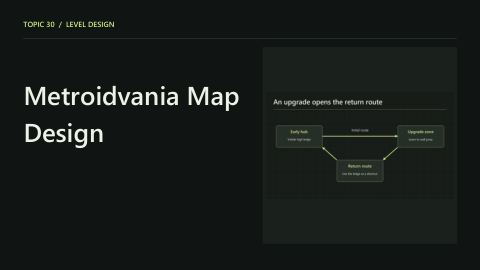 TOPIC 30 / LEVEL DESIGN
Metroidvania Map
Design
An upgrade opens the return route
Early hub
Initial route
Upgrade zone
Return route